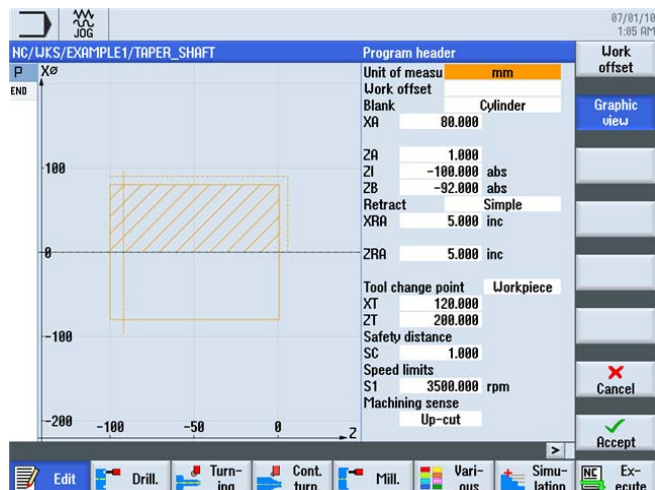 JOG
07/01/10
1:05 AM
NC/WKS/EXAMPLE1/TAPER_SHAFT
Program header
Work offset
P
END
XØ
100
0
-100
-200
-100
-50
0
Z
Unit of measu mm
Work offset
Blank Cylinder
XA 80.000
ZA 1.000
ZI -100.000 abs
ZB -92.000 abs
Retract Simple
XRA 5.000 inc
ZRA 5.000 inc
Tool change point Workpiece
XT 120.000
ZT 200.000
Safety distance
SC 1.000
Speed limits
S1 3500.000 rpm
Machining sense
Up-cut
Graphic view
Cancel
Accept
>
Edit
Drill.
Turn-
ing
Cont.
turn.
Mill.
Vari-
ous
Simu-
lation
NC
Ex-
ecute